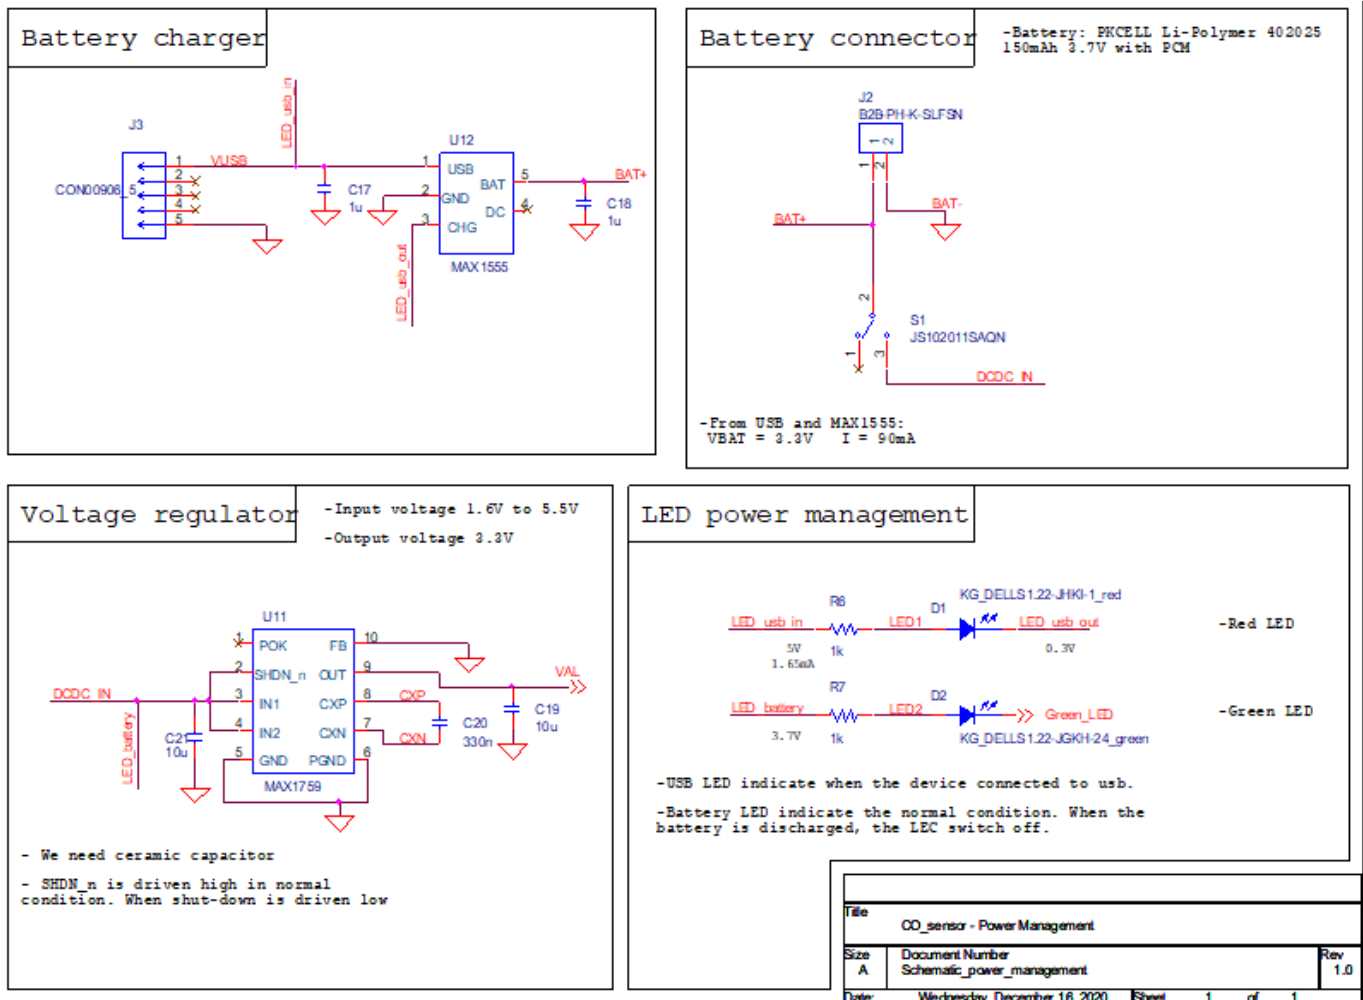 Battery charger
J3
CON00906_5
1
2
3
4
5
VUSB
LED_usb_in
C17
1u
U12
1
2
3
USB
GND
CHG
BAT
DC
5
4
MAX1555
LED_usb_out
BAT+
C18
1u
Battery connector
-Battery: PKCELL Li-Polymer 402025
150mAh 3.7V with PCM
J2
B2B-PH-K-SLFSN
1
2
1
2
BAT-
BAT+
2
S1
JS102011SAQN
1
3
DCDC_IN
-From USB and MAX1555:
VBAT = 3.3V I = 90mA
Voltage regulator
-Input voltage 1.6V to 5.5V
-Output voltage 3.3V
U11
1
2
3
4
5
POK
SHDN_n
IN1
IN2
GND
FB
OUT
CXP
CXN
PGND
10
9
8
7
6
MAX1759
DCDC_IN
LED_battery
C21
10u
CXP
CXN
C20
330n
C19
10u
VAL
- We need ceramic capacitor
- SHDN_n is driven high in normal
condition. When shut-down is driven low
LED power management
LED_usb_in
5V
1.65mA
R6
1k
LED1
D1
KG_DELLS1.22-JHKI-1_red
LED_usb_out
0.3V
-Red LED
LED_battery
3.7V
R7
1k
LED2
D2
KG_DELLS1.22-JGKH-24_green
Green_LED
-Green LED
-USB LED indicate when the device connected to usb.
-Battery LED indicate the normal condition. When the
battery is discharged, the LEC switch off.
Title
CO_sensor - Power Management
Size
A
Document Number
Schematic_power_management
Rev
1.0
Date:
Wednesday, December 16, 2020
Sheet
1
of
1